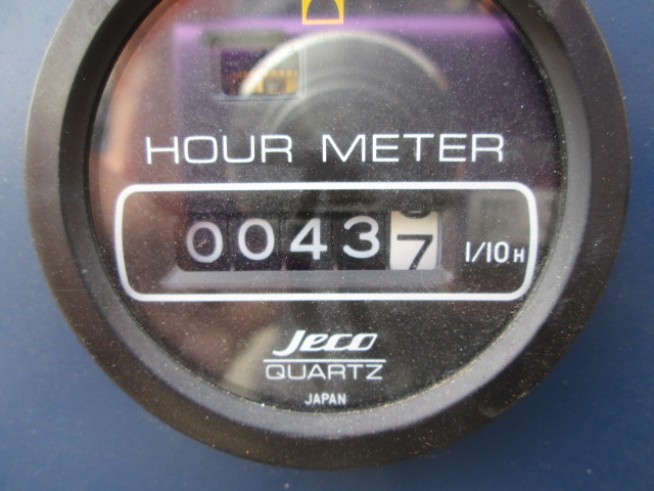 HOUR METER
00437 1/10H
Jeco
QUARTZ
JAPAN